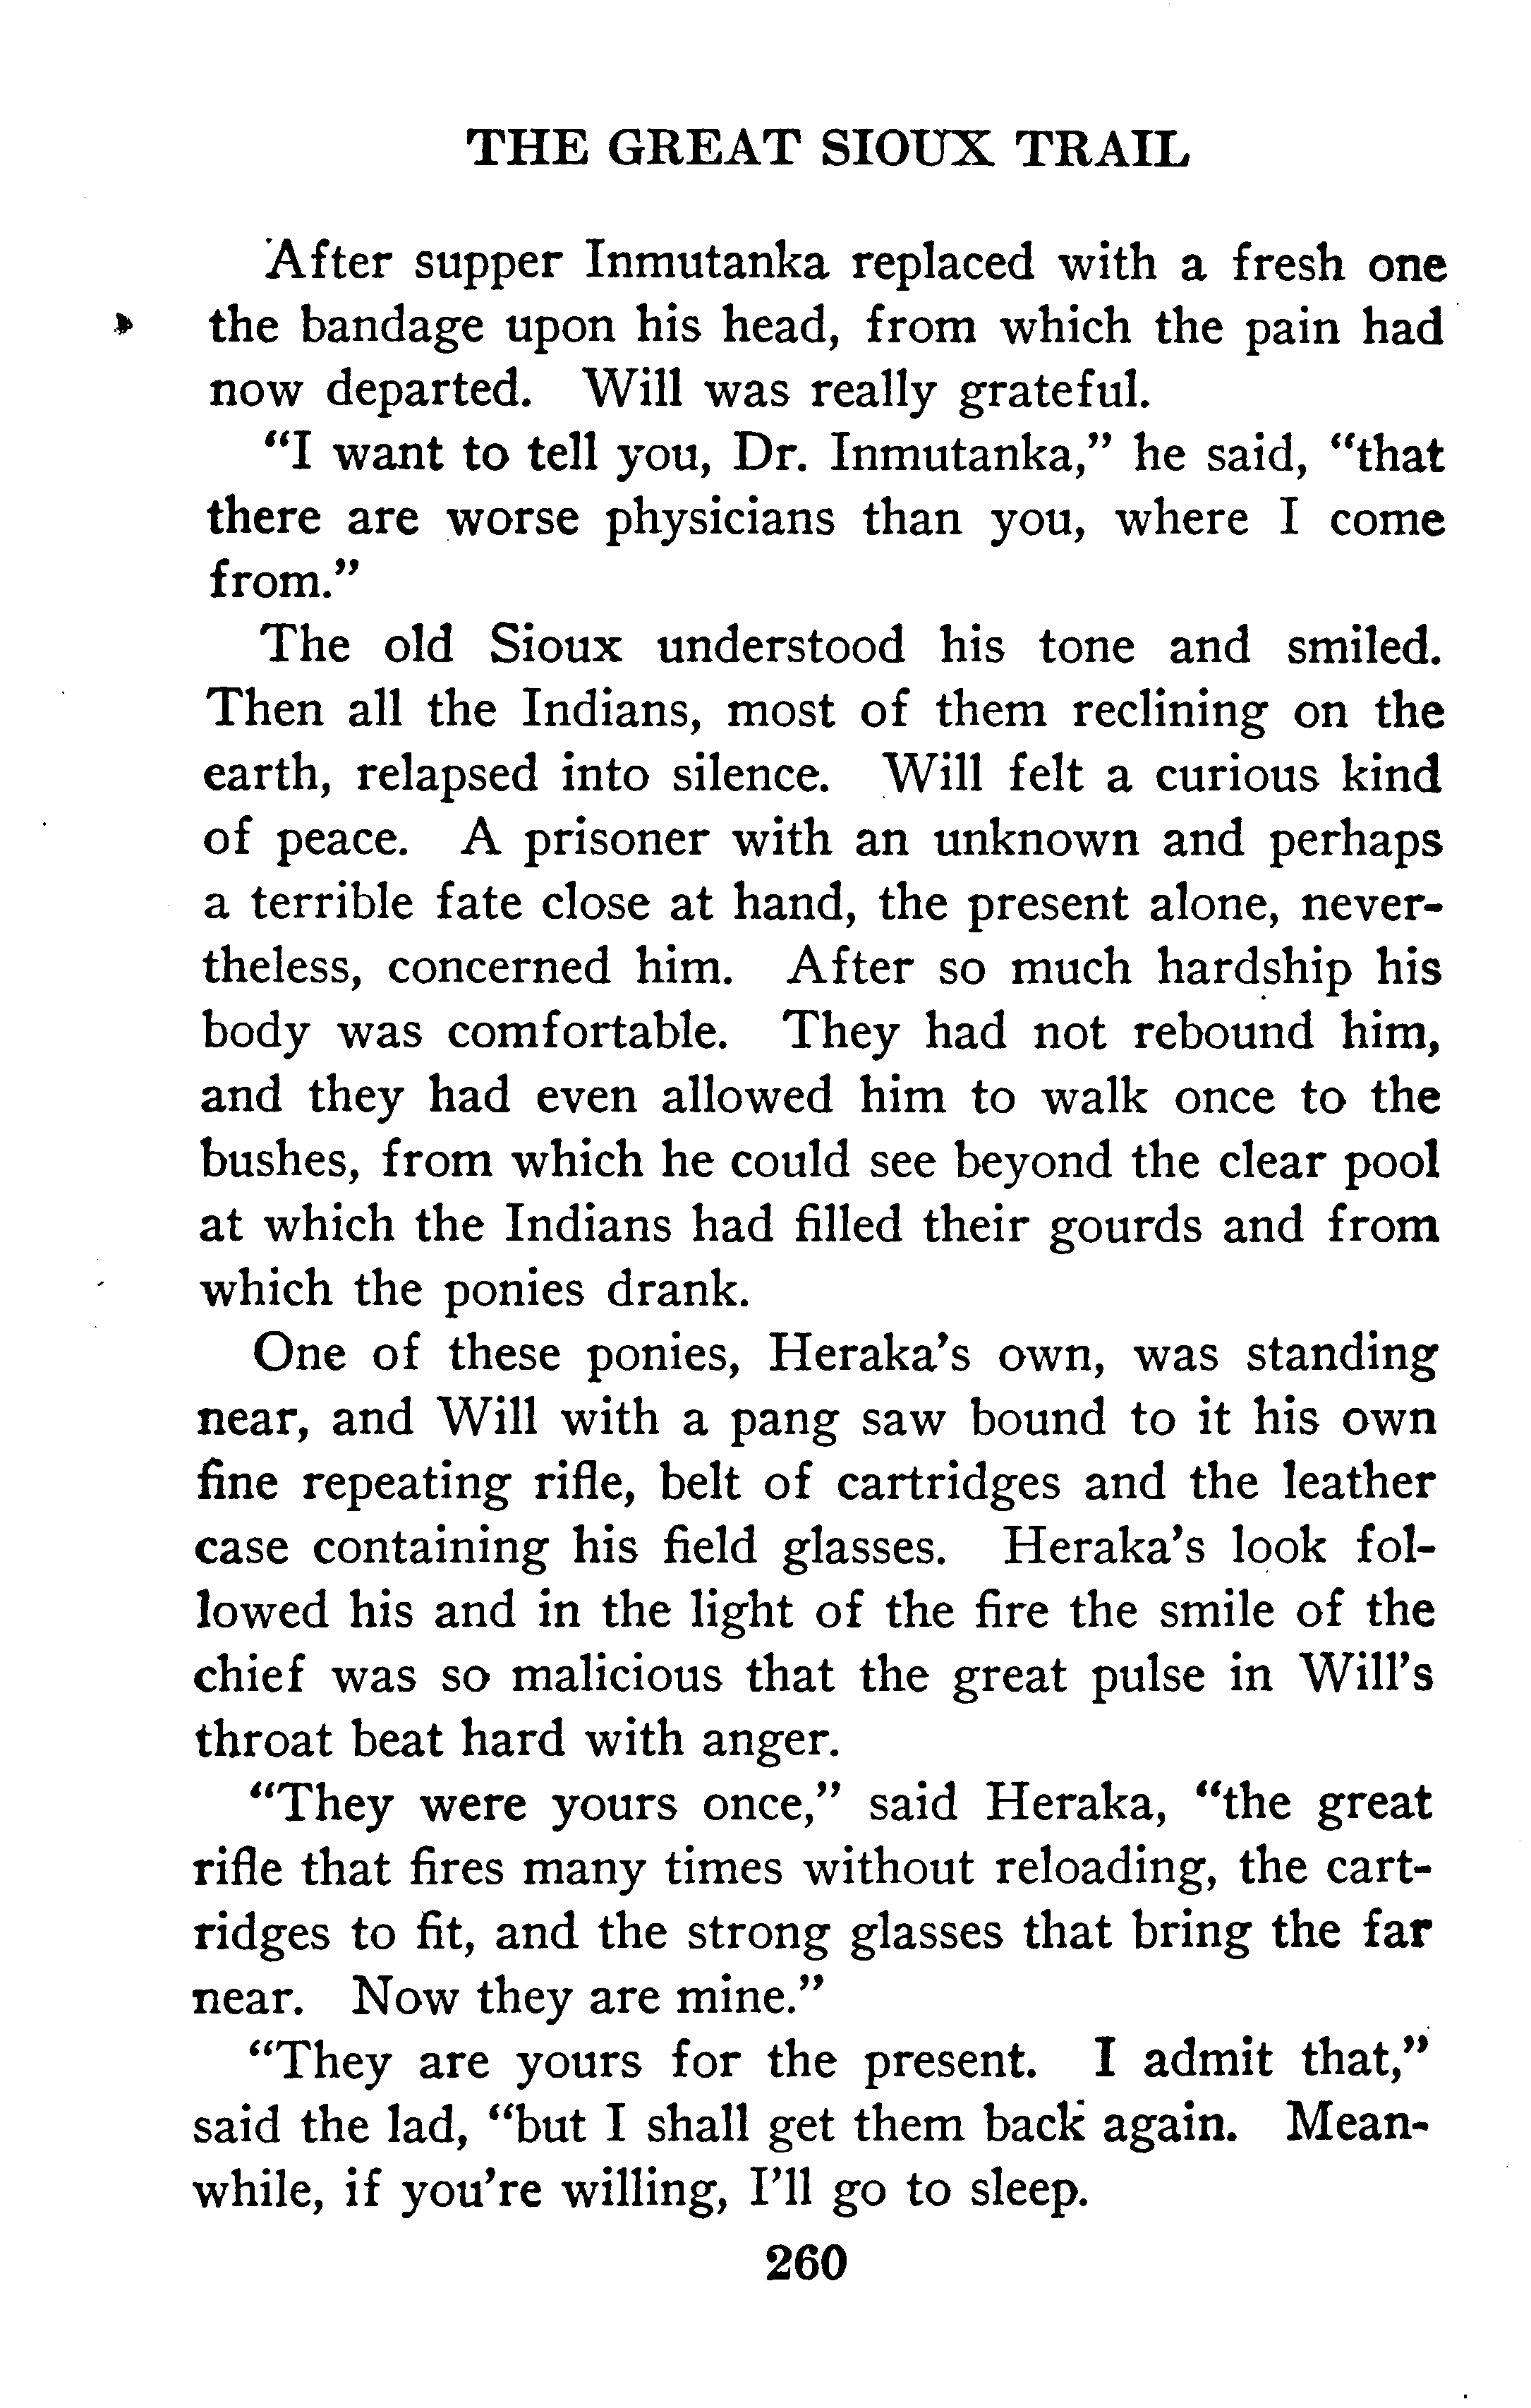 THE GREAT SIOUX TRAIL
After supper Inmutanka replaced with a fresh one
the bandage upon his head, from which the pain had
now departed. Will was really grateful.
"I want to tell you, Dr. Inmutanka," he said, "that
there are worse physicians than you, where I come
from."
The old Sioux understood his tone and smiled.
Then all the Indians, most of them reclining on the
earth, relapsed into silence. Will felt a curious kind
of peace. A prisoner with an unknown and perhaps
a terrible fate close at hand, the present alone, never-
theless, concerned him. After so much hardship his
body was comfortable. They had not rebound him,
and they had even allowed him to walk once to the
bushes, from which he could see beyond the clear pool
at which the Indians had filled their gourds and from
which the ponies drank.
One of these ponies, Heraka's own, was standing
near, and Will with a pang saw bound to it his own
fine repeating rifle, belt of cartridges and the leather
case containing his field glasses. Heraka's look fol-
lowed his and in the light of the fire the smile of the
chief was so malicious that the great pulse in Will's
throat beat hard with anger.
"They were yours once," said Heraka, "the great
rifle that fires many times without reloading, the cart-
ridges to fit, and the strong glasses that bring the far
near. Now they are mine."
"They are yours for the present. I admit that,"
said the lad, "but I shall get them back again. Mean-
while, if you're willing, I'll go to sleep.
260